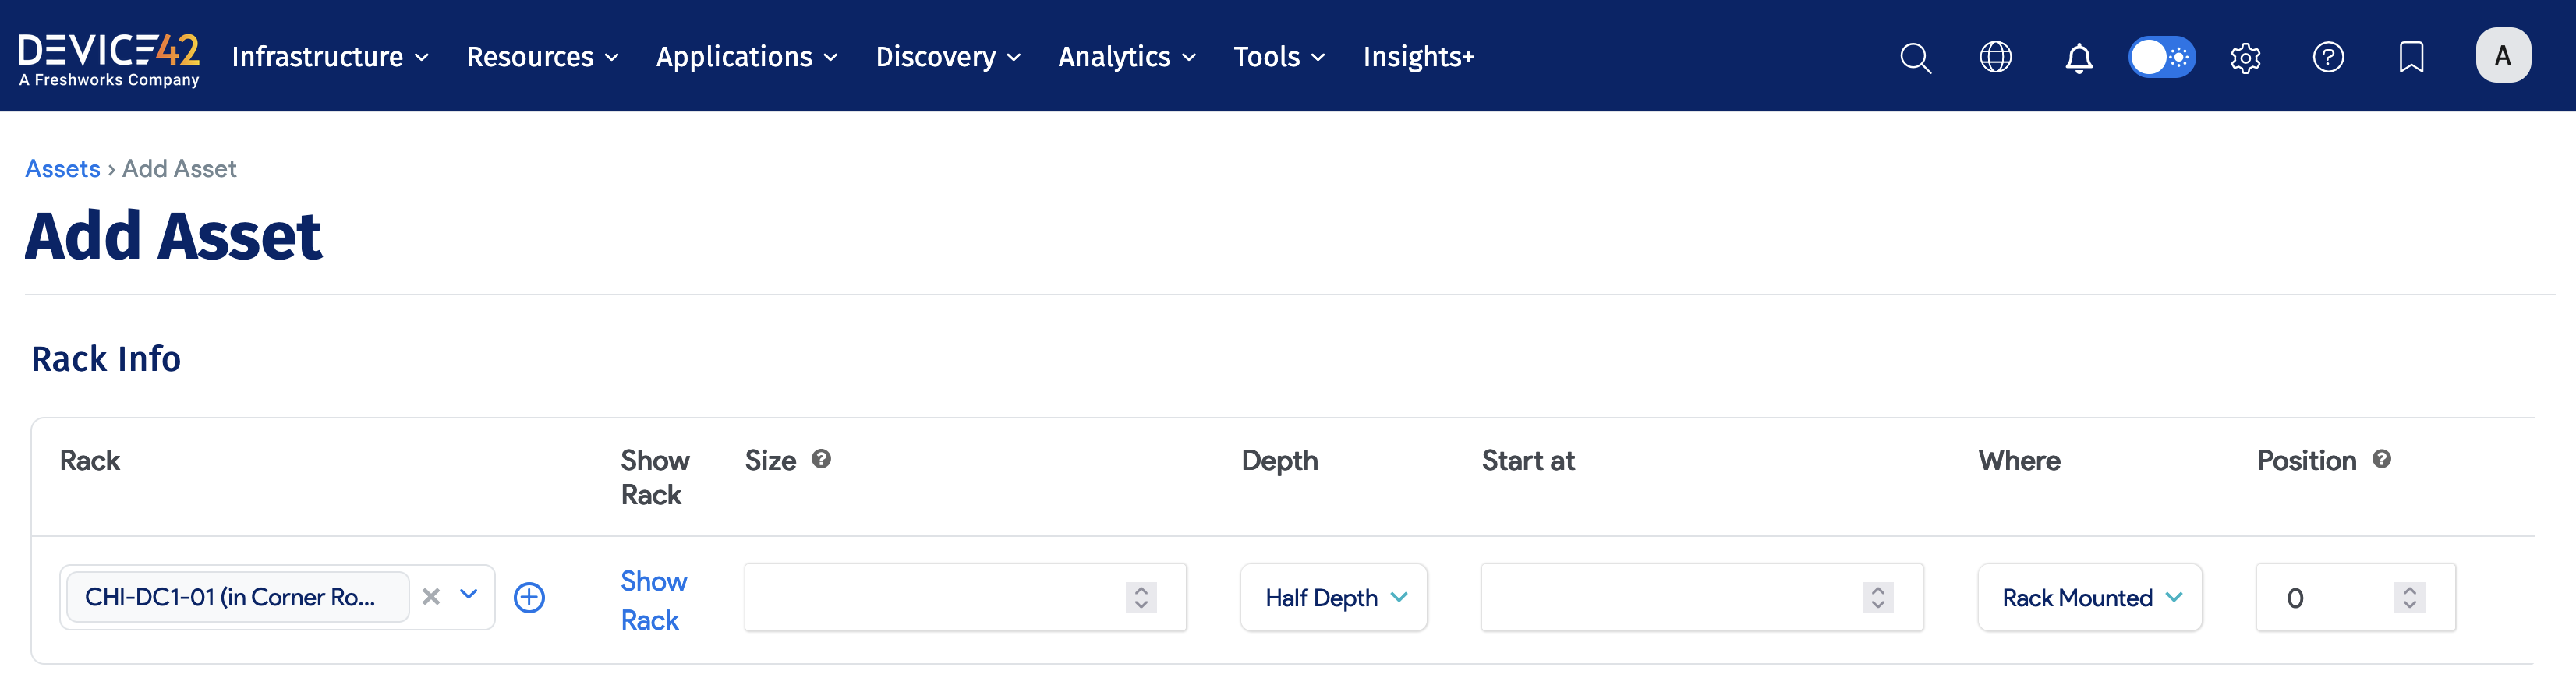 DEVICE42
A Freshworks Company
Infrastructure Resources Applications Discovery Analytics Tools Insights+
A
Assets › Add Asset
Add Asset
Rack Info
Rack Show Rack Size Depth Start at Where Position
CHI-DC1-01 (in Corner Ro... Show Rack Half Depth Rack Mounted 0